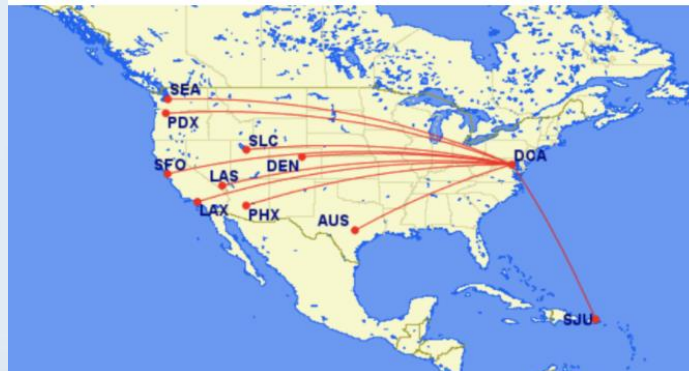 SEA
PDX
SLC
DCA
SFO
DEN
LAS
LAX
PHX
AUS
SJU